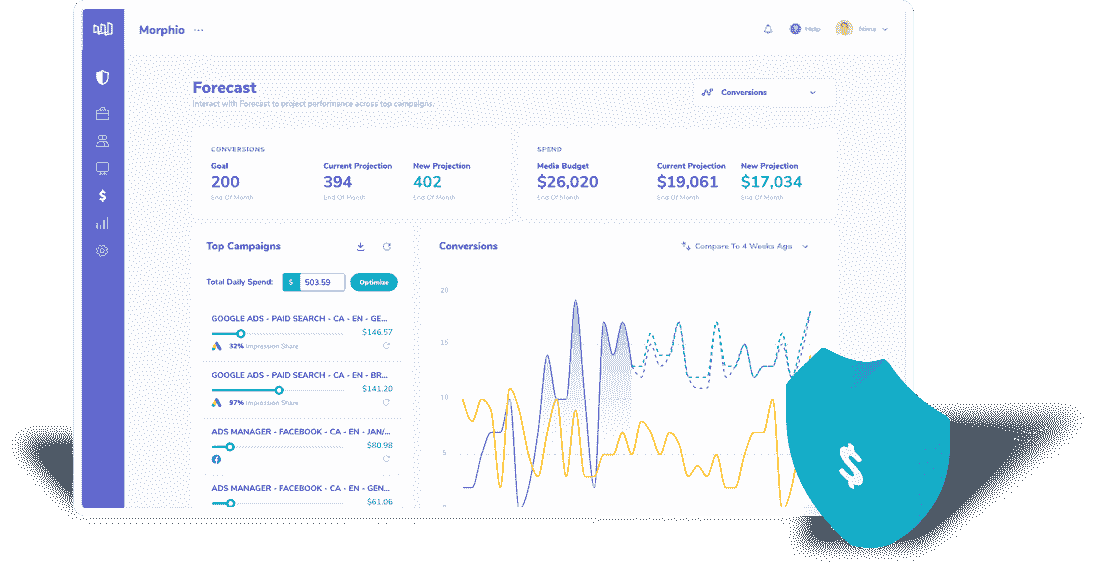 Morphio ...
Help
Nima
Forecast
Interact with Forecast to project performance across top campaigns.
Conversions
CONVERSIONS
Goal
Current Projection
New Projection
200
394
402
End Of Month
End Of Month
End Of Month
SPEND
Media Budget
Current Projection
New Projection
$26,020
$19,061
$17,034
End Of Month
End Of Month
End Of Month
Top Campaigns
Total Daily Spend:
$
503.59
Optimize
GOOGLE ADS - PAID SEARCH - CA - EN - GE...
$146.57
32% Impression Share
GOOGLE ADS - PAID SEARCH - CA - EN - BR...
$141.20
97% Impression Share
ADS MANAGER - FACEBOOK - CA - EN - JAN/...
$80.98
ADS MANAGER - FACEBOOK - CA - EN - GEN...
$61.06
Conversions
Compare To 4 Weeks Ago
20
15
10
5
$